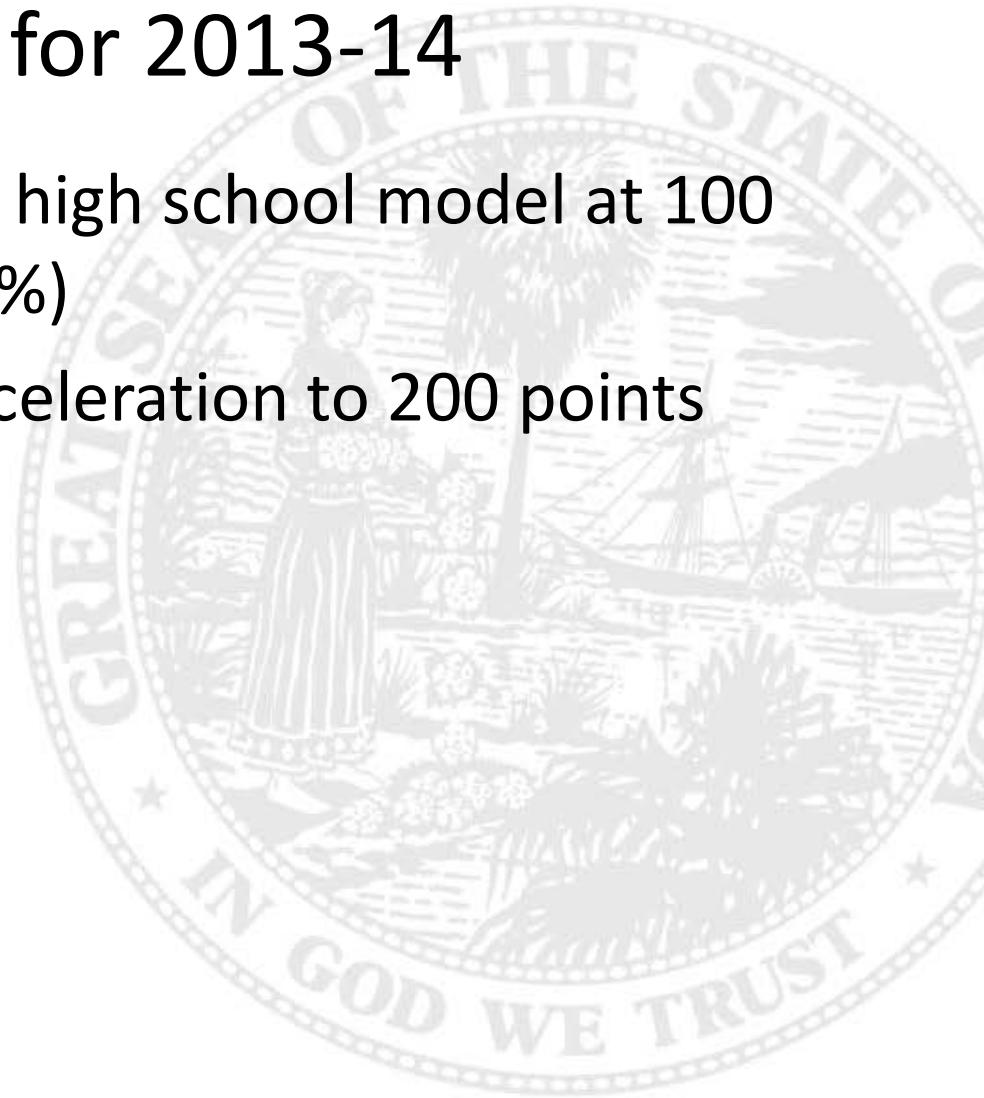 for 2013-14
high school model at 100
%)
celeration to 200 points
GREAT SEAL OF THE STATE OF
IN GOD WE TRUST